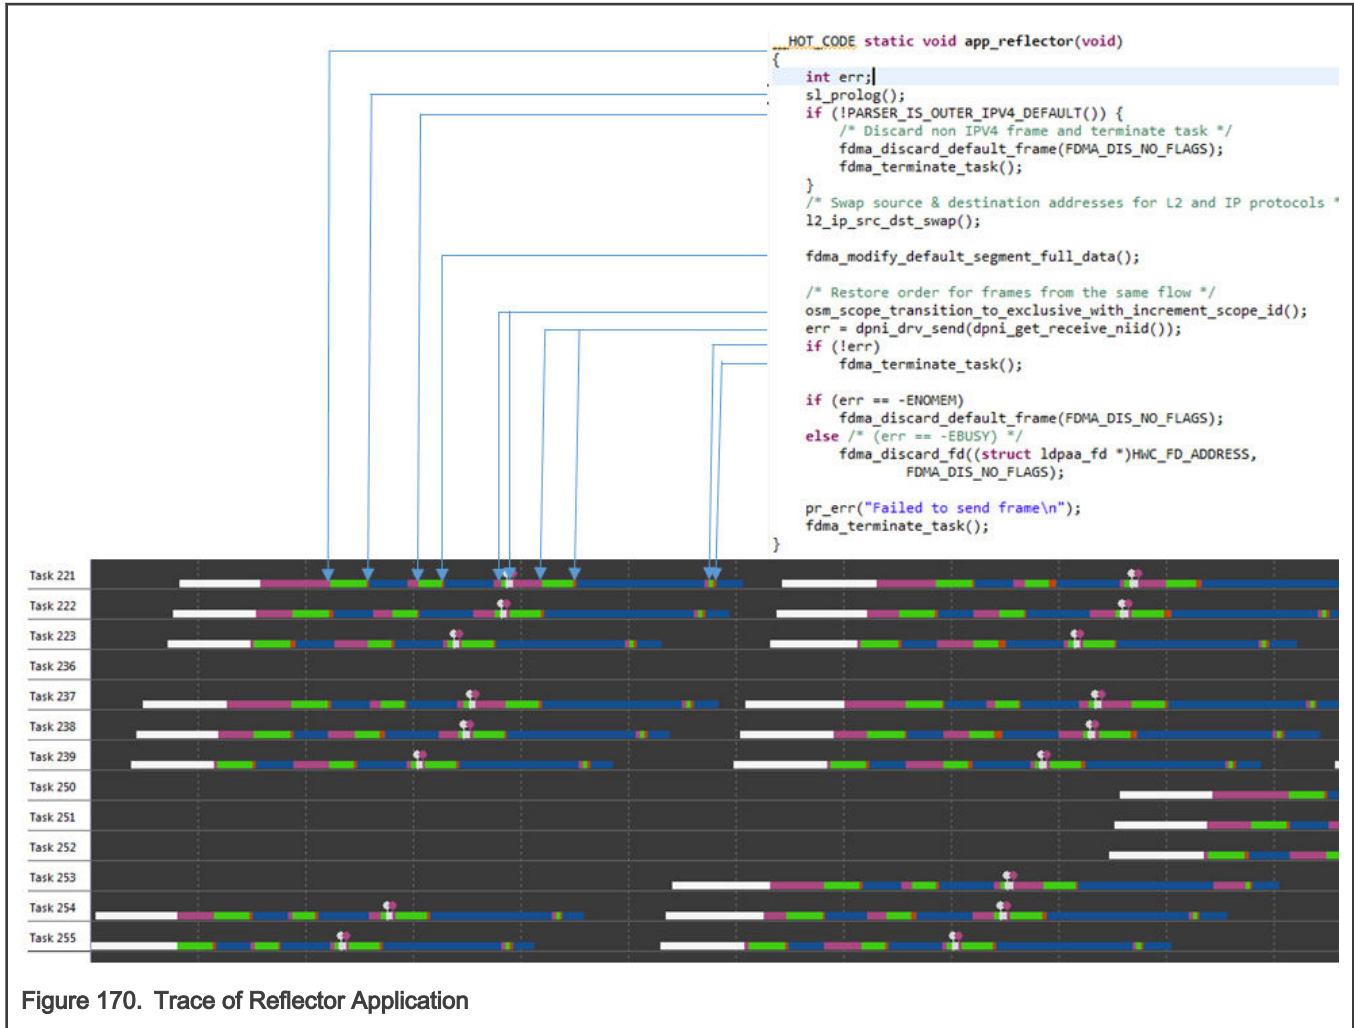 __HOT_CODE static void app_reflector(void)
{
int err;
sl_prolog();
if (!PARSER_IS_OUTER_IPV4_DEFAULT()) {
/* Discard non IPV4 frame and terminate task */
fdma_discard_default_frame(FDMA_DIS_NO_FLAGS);
fdma_terminate_task();
}
/* Swap source & destination addresses for L2 and IP protocols *
l2_ip_src_dst_swap();
fdma_modify_default_segment_full_data();
/* Restore order for frames from the same flow */
osm_scope_transition_to_exclusive_with_increment_scope_id();
err = dpni_drv_send(dpni_get_receive_niid());
if (!err)
fdma_terminate_task();
if (err == -ENOMEM)
fdma_discard_default_frame(FDMA_DIS_NO_FLAGS);
else /* (err == -EBUSY) */
fdma_discard_fd((struct ldpaa_fd *)HWC_FD_ADDRESS,
FDMA_DIS_NO_FLAGS);
pr_err("Failed to send frame\n");
fdma_terminate_task();
}
Task 221
Task 222
Task 223
Task 236
Task 237
Task 238
Task 239
Task 250
Task 251
Task 252
Task 253
Task 254
Task 255
Figure 170. Trace of Reflector Application